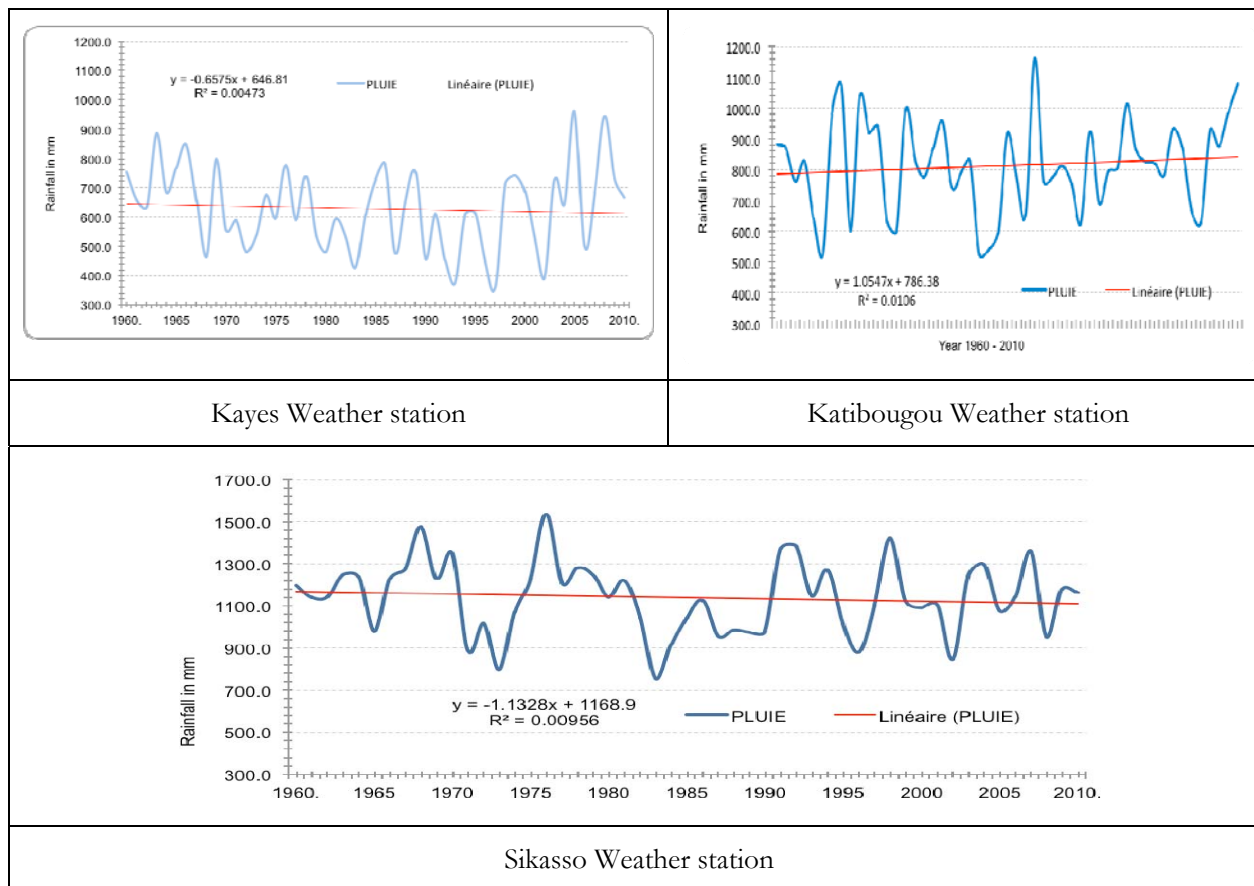 1200.0
1100.0
1000.0
900.0
800.0
700.0
600.0
500.0
400.0
300.0
Rainfall in mm
y = -0.6575x + 646.81
R² = 0.00473
PLUIE
Linéaire (PLUIE)
1960. 1965 1970 1975 1980 1985 1990 1995 2000 2005 2010.
1200.0
1100.0
1000.0
900.0
800.0
700.0
600.0
500.0
400.0
300.0
Rainfall in mm
y = 1.0547x + 786.38
R² = 0.0106
PLUIE
Linéaire (PLUIE)
Year 1960 - 2010
Kayes Weather station
Katibougou Weather station
1700.0
1500.0
1300.0
1100.0
900.0
700.0
500.0
300.0
Rainfall in mm
y = -1.1328x + 1168.9
R² = 0.00956
PLUIE
Linéaire (PLUIE)
1960. 1965 1970 1975 1980 1985 1990 1995 2000 2005 2010.
Sikasso Weather station